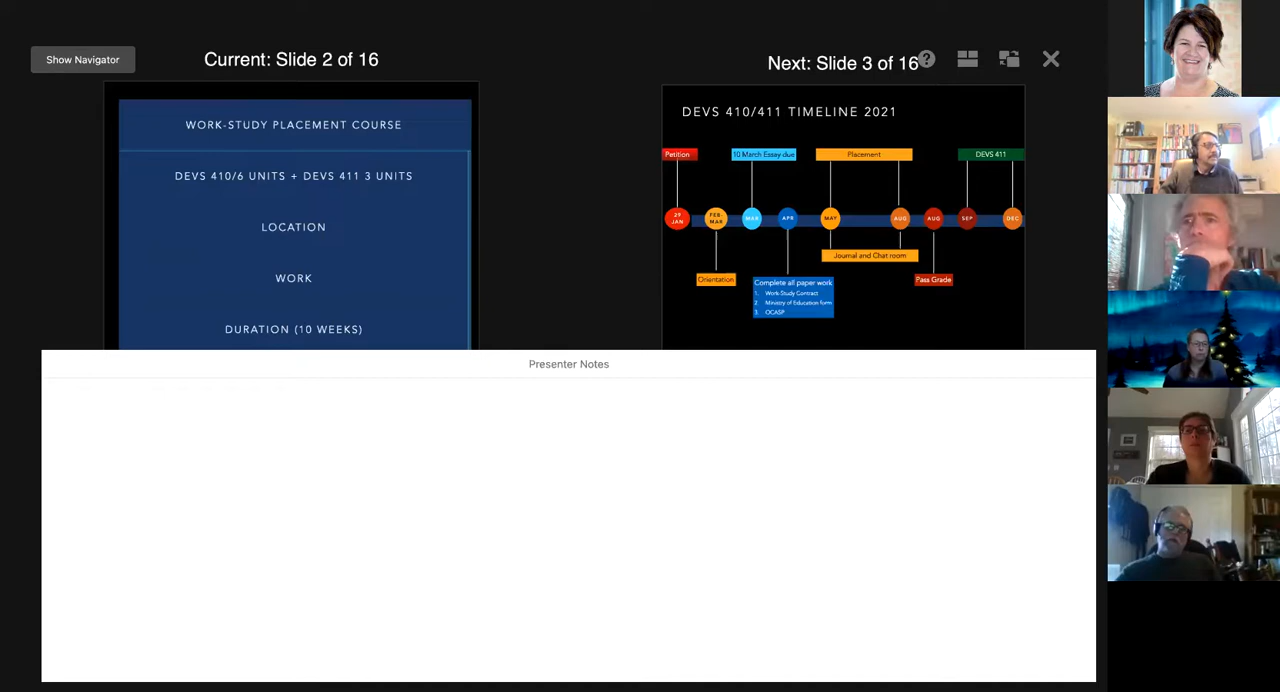 Show Navigator
Current: Slide 2 of 16
Next: Slide 3 of 16
?
WORK-STUDY PLACEMENT COURSE
DEVS 410/6 UNITS + DEVS 411 3 UNITS
LOCATION
WORK
DURATION (10 WEEKS)
DEVS 410/411 TIMELINE 2021
Petition
10 March Essay due
Placement
DEVS 411
29 JAN
FEB-MAR
MAR
APR
MAY
AUG
AUG
SEP
DEC
Journal and Chat room
Orientation
Pass Grade
Complete all paper work
1. Work-Study Contract
2. Ministry of Education form
3. OCASP
Presenter Notes